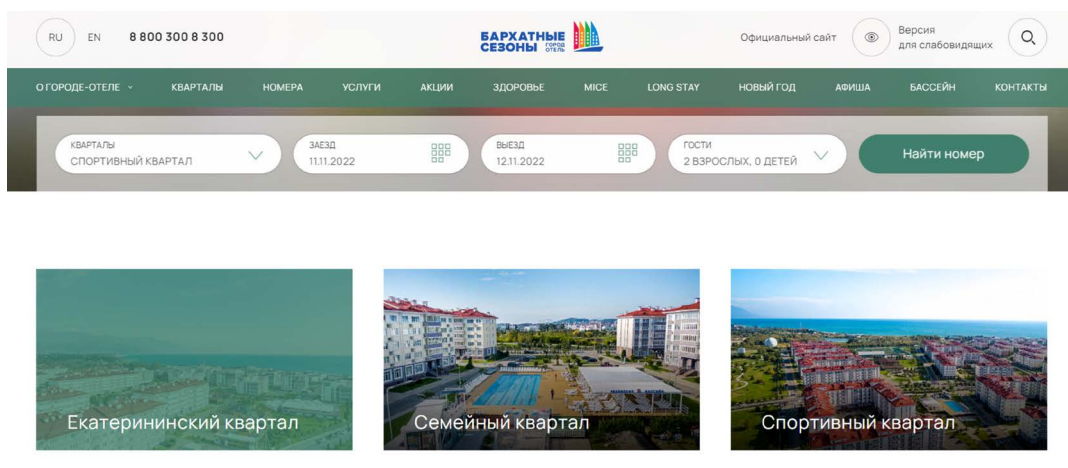 RU EN 8 800 300 8 300
БАРХАТНЫЕ
СЕЗОНЫ ГОРОД ОТЕЛЬ
Официальный сайт
Версия
для слабовидящих
О ГОРОДЕ-ОТЕЛЕ КВАРТАЛЫ НОМЕРА УСЛУГИ АКЦИИ ЗДОРОВЬЕ MICE LONG STAY НОВЫЙ ГОД АФИША БАССЕЙН КОНТАКТЫ
КВАРТАЛЫ
СПОРТИВНЫЙ КВАРТАЛ
ЗАЕЗД
11.11.2022
ВЫЕЗД
12.11.2022
ГОСТИ
2 ВЗРОСЛЫХ, 0 ДЕТЕЙ
Найти номер
Екатерининский квартал
Семейный квартал
Спортивный квартал